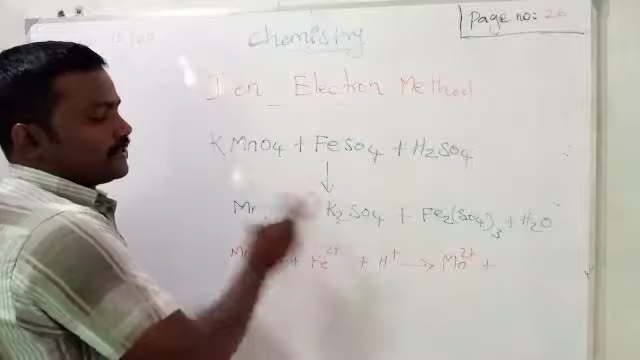 Page no: 26
Chemistry
Ion Electron Method
KMnO4 + FeSO4 + H2SO4
↓
K2SO4 + Fe2(SO4)3 + H2O
+ Fe2+ + H+ → Mn2+ +